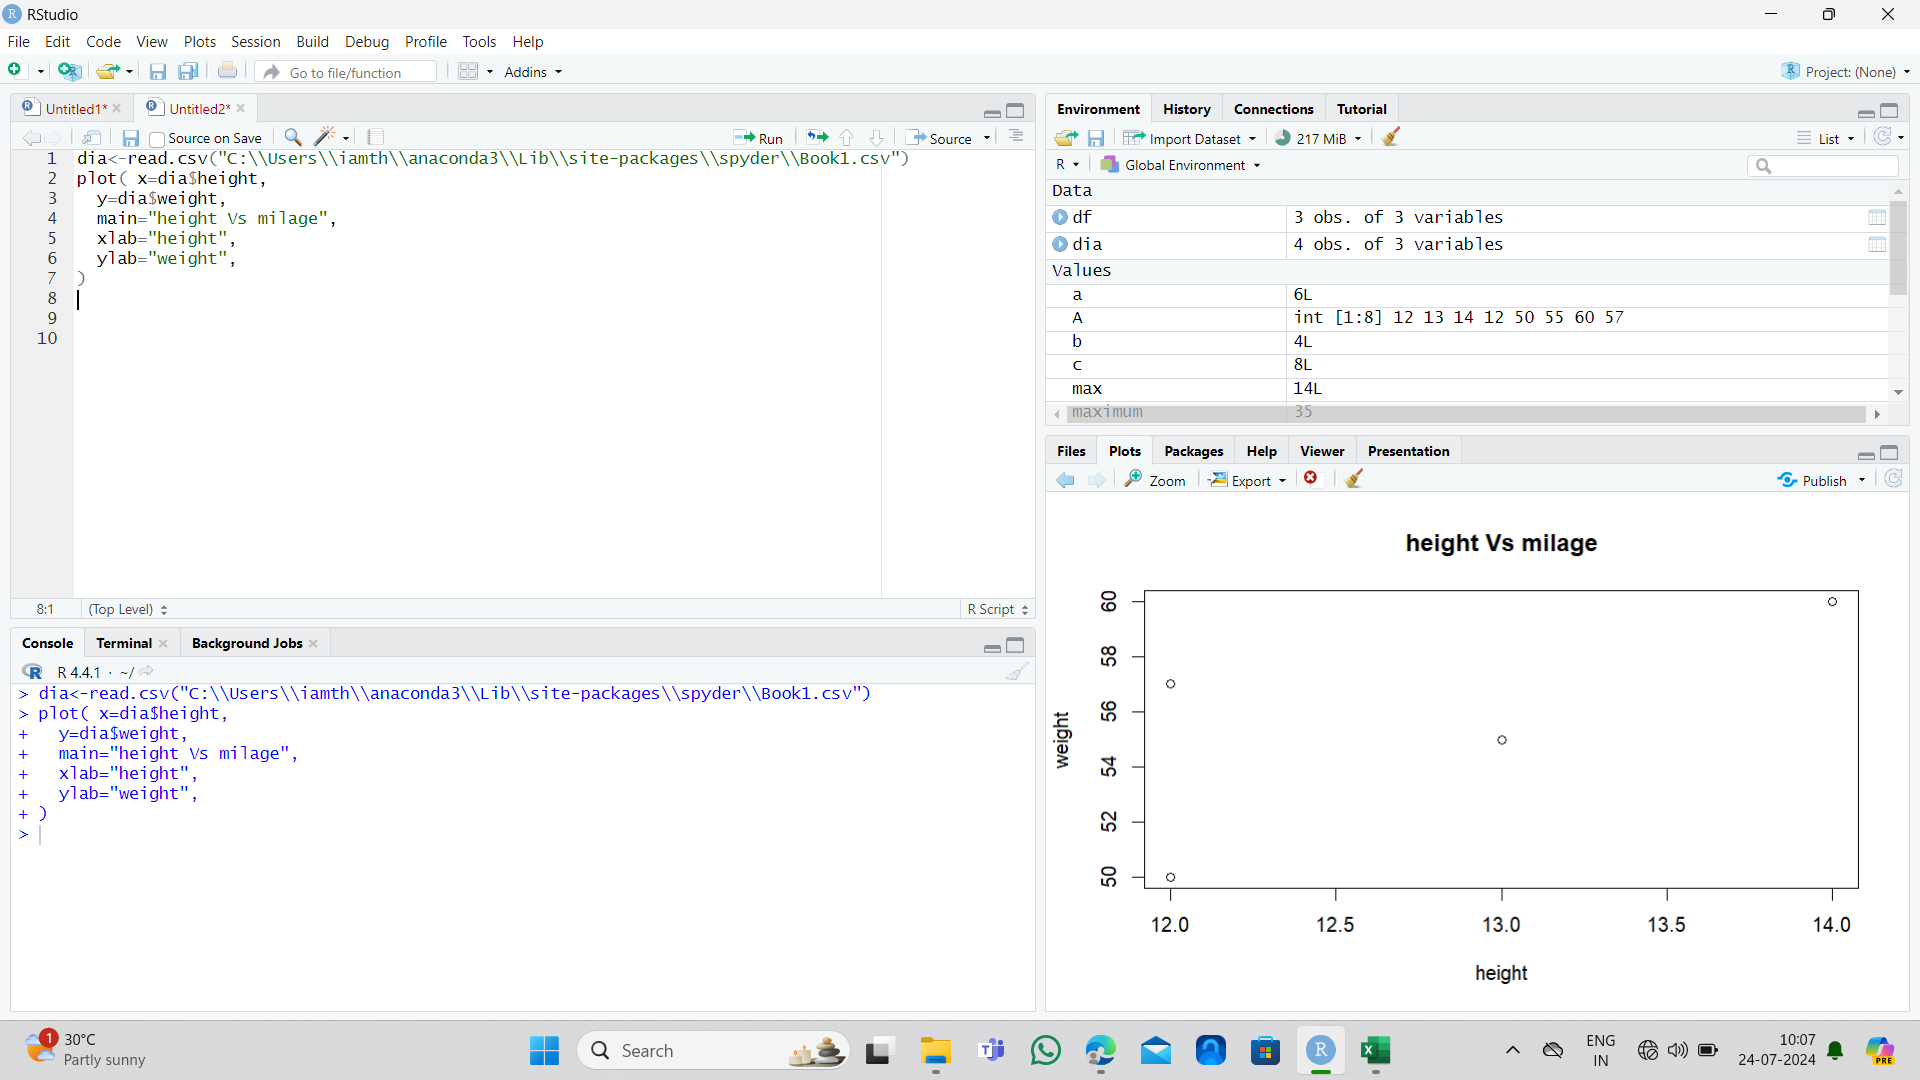 RStudio
File Edit Code View Plots Session Build Debug Profile Tools Help
Go to file/function Addins Project: (None)
Untitled1* Untitled2*
Source on Save Run Source
1 dia<-read.csv("C:\\Users\\iamth\\anaconda3\\Lib\\site-packages\\spyder\\Book1.csv")
2 plot( x=dia$height,
3 y=dia$weight,
4 main="height Vs milage",
5 xlab="height",
6 ylab="weight",
7 )
8
9
10
8:1 (Top Level) R Script
Console Terminal Background Jobs
R 4.4.1 · ~/
> dia<-read.csv("C:\\Users\\iamth\\anaconda3\\Lib\\site-packages\\spyder\\Book1.csv")
> plot( x=dia$height,
+ y=dia$weight,
+ main="height Vs milage",
+ xlab="height",
+ ylab="weight",
+ )
>
Environment History Connections Tutorial
Import Dataset 217 MiB List
R Global Environment
Data
df 3 obs. of 3 variables
dia 4 obs. of 3 variables
Values
a 6L
A int [1:8] 12 13 14 12 50 55 60 57
b 4L
c 8L
max 14L
maximum 35
Files Plots Packages Help Viewer Presentation
Zoom Export Publish
height Vs milage
weight
60
58
56
54
52
50
12.0 12.5 13.0 13.5 14.0
height
1 30°C
Partly sunny
Search
ENG
IN
10:07
24-07-2024
PRE